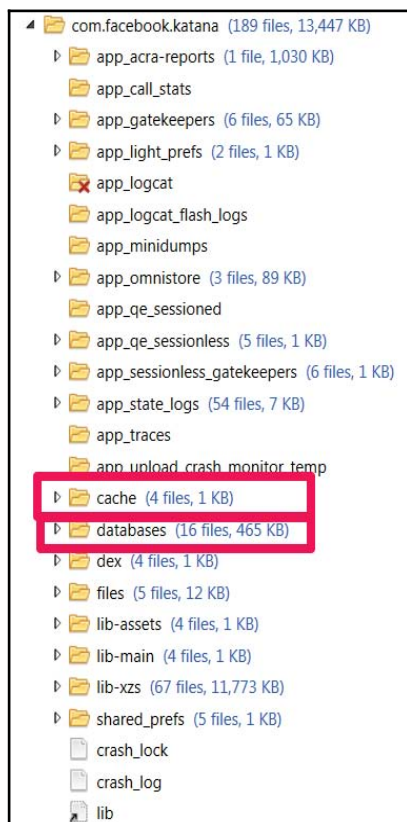 com.facebook.katana (189 files, 13,447 KB)
app_acra-reports (1 file, 1,030 KB)
app_call_stats
app_gatekeepers (6 files, 65 KB)
app_light_prefs (2 files, 1 KB)
app_logcat
app_logcat_flash_logs
app_minidumps
app_omnistore (3 files, 89 KB)
app_qe_sessioned
app_qe_sessionless (5 files, 1 KB)
app_sessionless_gatekeepers (6 files, 1 KB)
app_state_logs (54 files, 7 KB)
app_traces
app_upload_crash_monitor_temp
cache (4 files, 1 KB)
databases (16 files, 465 KB)
dex (4 files, 1 KB)
files (5 files, 12 KB)
lib-assets (4 files, 1 KB)
lib-main (4 files, 1 KB)
lib-xzs (67 files, 11,773 KB)
shared_prefs (5 files, 1 KB)
crash_lock
crash_log
lib